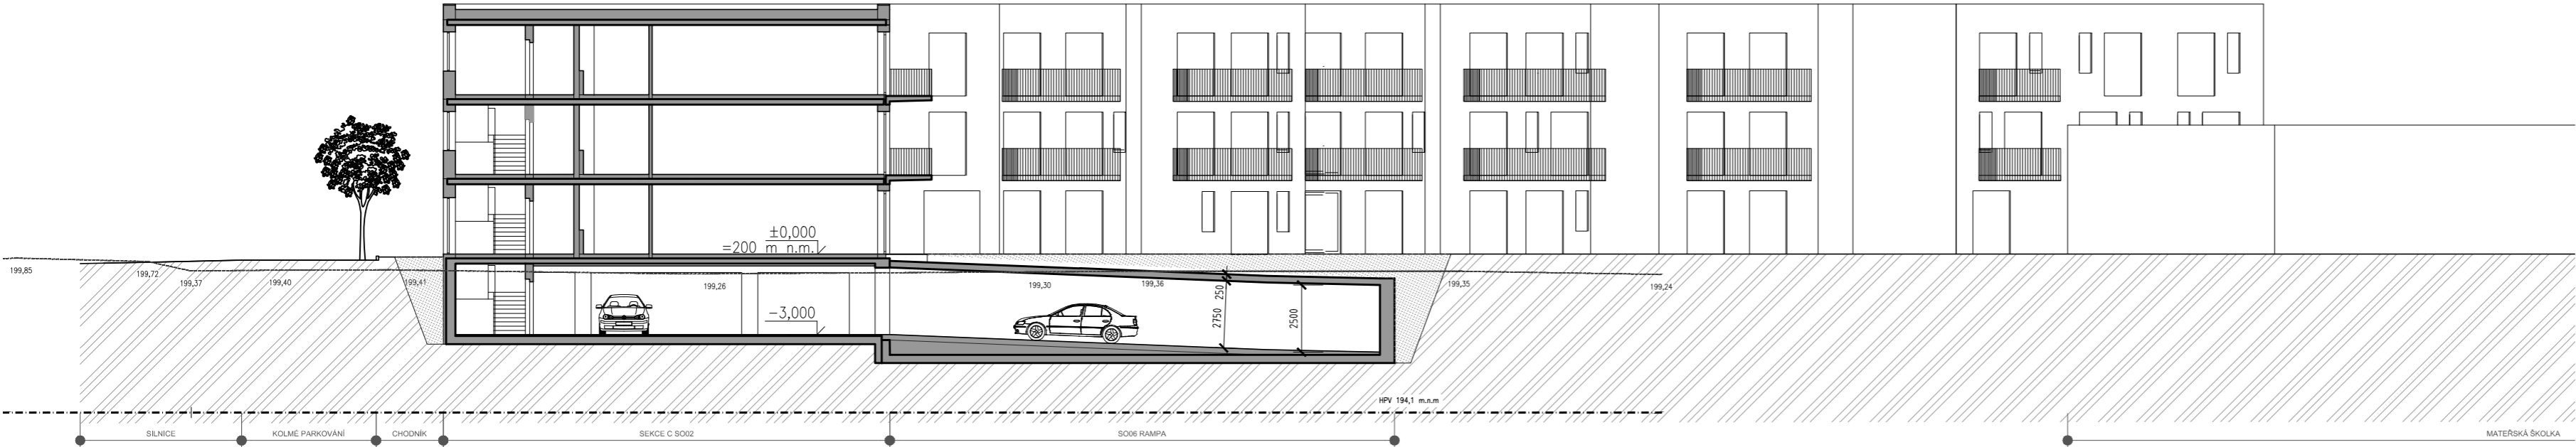 ±0,000
=200 m n.m.
199,85
199,72
199,37
199,40
199,41
199,26
199,30
199,36
199,35
199,24
250
2750
2500
−3,000
HPV 194,1 m.n.m
SILNICE
KOLMÉ PARKOVÁNÍ
CHODNÍK
SEKCE C SO02
SO06 RAMPA
MATEŘSKÁ ŠKOLKA